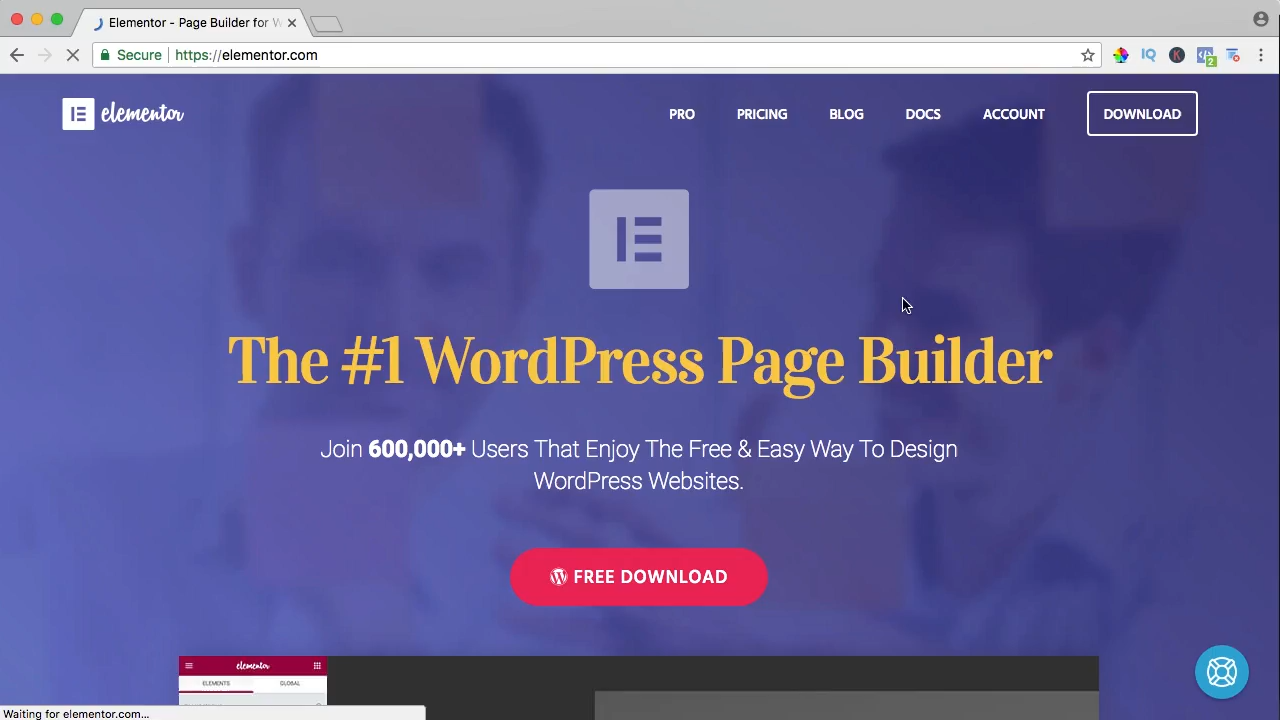 Elementor - Page Builder for W
Secure https://elementor.com
2
elementor
PRO
PRICING
BLOG
DOCS
ACCOUNT
DOWNLOAD
The #1 WordPress Page Builder
Join 600,000+ Users That Enjoy The Free & Easy Way To Design
WordPress Websites.
FREE DOWNLOAD
elementor
ELEMENTS GLOBAL
Waiting for elementor.com...